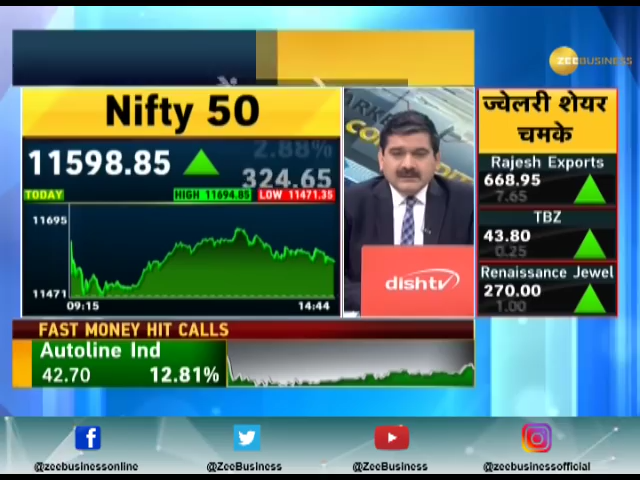 ZEEBUSINESS
Nifty 50
11598.85
2.88%
324.65
TODAY
HIGH 11694.85
LOW 11471.35
11695
11471
09:15
14:44
dishtv
ज्वेलरी शेयर
चमके
Rajesh Exports
668.95
7.65
TBZ
43.80
0.25
Renaissance Jewel
270.00
1.00
FAST MONEY HIT CALLS
Autoline Ind
42.70 12.81%
@zeebusinessonline
@ZeeBusiness
@ZeeBusiness
@zeebusinessofficial